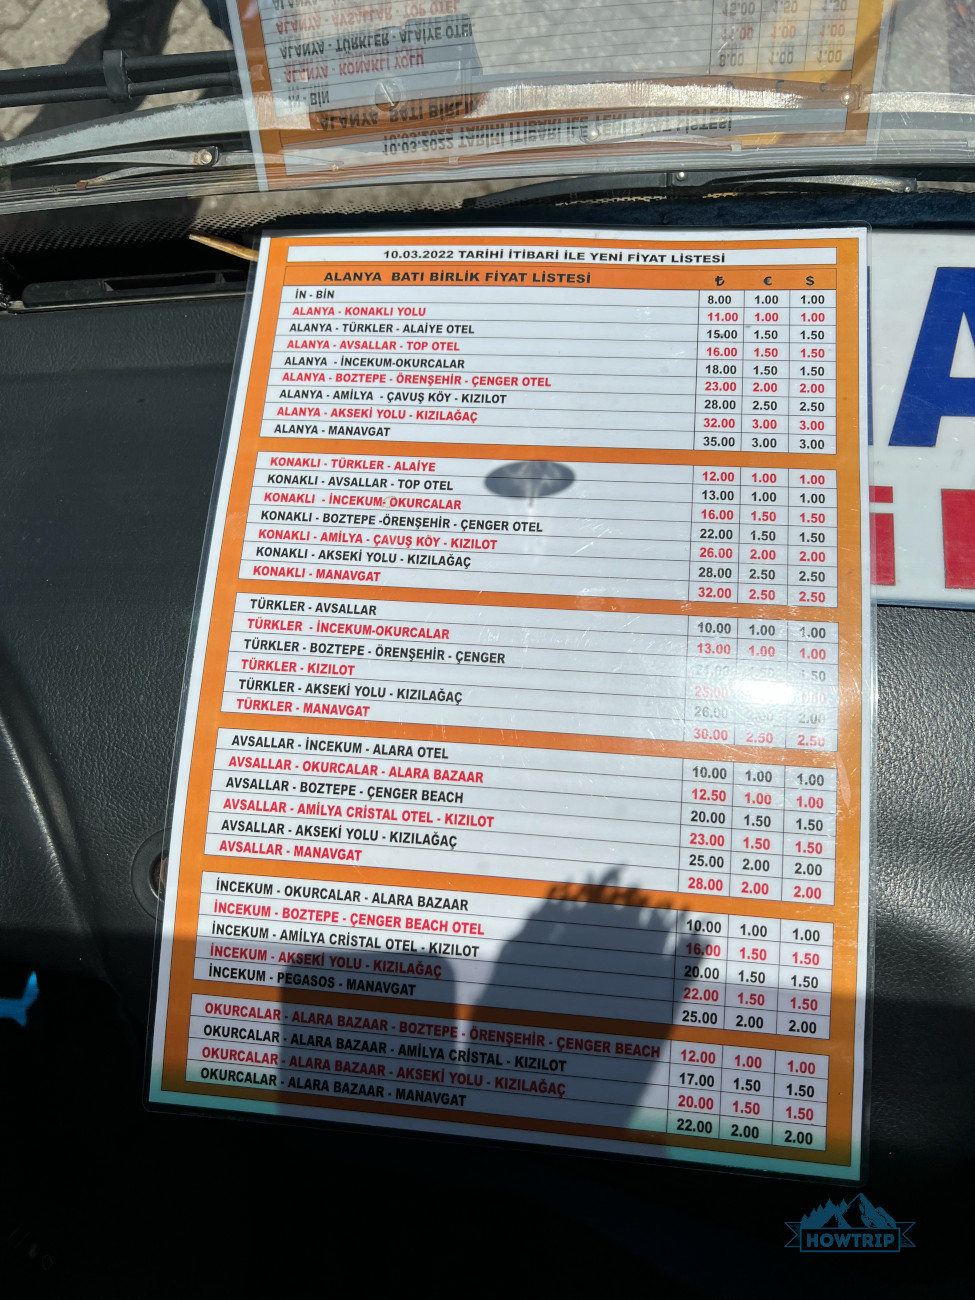 10.03.2022 TARİHİ İTİBARİ İLE YENİ FİYAT LİSTESİ
ALANYA BATI BİRLİK FİYAT LİSTESİ ₺ € $
İN - BİN 8.00 1.00 1.00
ALANYA - KONAKLI YOLU 11.00 1.00 1.00
ALANYA - TÜRKLER - ALAİYE OTEL 15.00 1.50 1.50
ALANYA - AVSALLAR - TOP OTEL 16.00 1.50 1.50
ALANYA - İNCEKUM-OKURCALAR 18.00 1.50 1.50
ALANYA - BOZTEPE - ÖRENŞEHİR - ÇENGER OTEL 23.00 2.00 2.00
ALANYA - AMİLYA - ÇAVUŞ KÖY - KIZILOT 28.00 2.50 2.50
ALANYA - AKSEKİ YOLU - KIZILAĞAÇ 32.00 3.00 3.00
ALANYA - MANAVGAT 35.00 3.00 3.00
KONAKLI - TÜRKLER - ALAİYE 12.00 1.00 1.00
KONAKLI - AVSALLAR - TOP OTEL 13.00 1.00 1.00
KONAKLI - İNCEKUM-OKURCALAR 16.00 1.50 1.50
KONAKLI - BOZTEPE -ÖRENŞEHİR - ÇENGER OTEL 22.00 1.50 1.50
KONAKLI - AMİLYA - ÇAVUŞ KÖY - KIZILOT 26.00 2.00 2.00
KONAKLI - AKSEKİ YOLU - KIZILAĞAÇ 28.00 2.50 2.50
KONAKLI - MANAVGAT 32.00 2.50 2.50
TÜRKLER - AVSALLAR 10.00 1.00 1.00
TÜRKLER - İNCEKUM-OKURCALAR 13.00 1.00 1.00
TÜRKLER - BOZTEPE - ÖRENŞEHİR - ÇENGER 21.00 1.50 1.50
TÜRKLER - KIZILOT 25.00
TÜRKLER - AKSEKİ YOLU - KIZILAĞAÇ 26.00 2.00 2.00
TÜRKLER - MANAVGAT 30.00 2.50 2.50
AVSALLAR - İNCEKUM - ALARA OTEL 10.00 1.00 1.00
AVSALLAR - OKURCALAR - ALARA BAZAAR 12.50 1.00 1.00
AVSALLAR - BOZTEPE - ÇENGER BEACH 20.00 1.50 1.50
AVSALLAR - AMİLYA CRİSTAL OTEL - KIZILOT 23.00 1.50 1.50
AVSALLAR - AKSEKİ YOLU - KIZILAĞAÇ 25.00 2.00 2.00
AVSALLAR - MANAVGAT 28.00 2.00 2.00
İNCEKUM - OKURCALAR - ALARA BAZAAR 10.00 1.00 1.00
İNCEKUM - BOZTEPE - ÇENGER BEACH OTEL 16.00 1.50 1.50
İNCEKUM - AMİLYA CRİSTAL OTEL - KIZILOT 20.00 1.50 1.50
İNCEKUM - AKSEKİ YOLU - KIZILAĞAÇ 22.00 1.50 1.50
İNCEKUM - PEGASOS - MANAVGAT 25.00 2.00 2.00
OKURCALAR - ALARA BAZAAR - BOZTEPE - ÖRENŞEHİR - ÇENGER BEACH 12.00 1.00 1.00
OKURCALAR - ALARA BAZAAR - AMİLYA CRİSTAL - KIZILOT 17.00 1.50 1.50
OKURCALAR - ALARA BAZAAR - AKSEKİ YOLU - KIZILAĞAÇ 20.00 1.50 1.50
OKURCALAR - ALARA BAZAAR - MANAVGAT 22.00 2.00 2.00
HOWTRIP